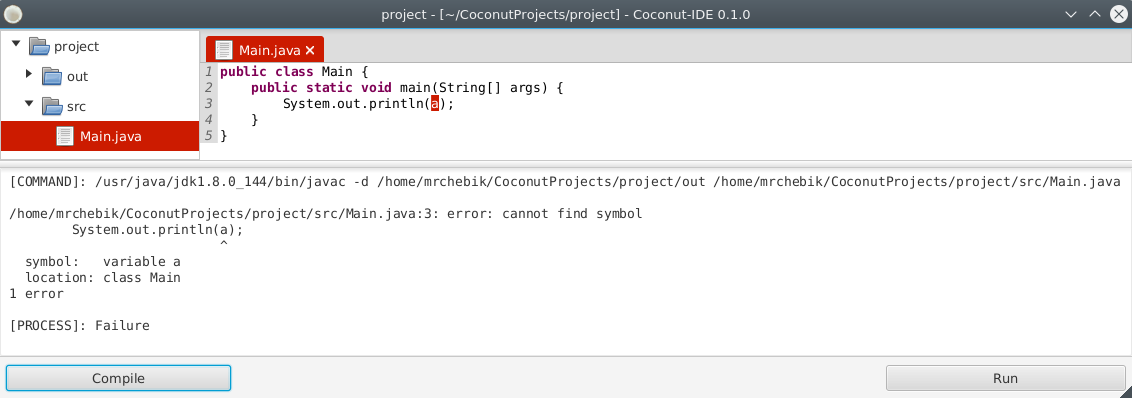 project - [~/CoconutProjects/project] - Coconut-IDE 0.1.0
project
out
src
Main.java
Main.java
1 public class Main {
2     public static void main(String[] args) {
3         System.out.println(a);
4     }
5 }
[COMMAND]: /usr/java/jdk1.8.0_144/bin/javac -d /home/mrchebik/CoconutProjects/project/out /home/mrchebik/CoconutProjects/project/src/Main.java
/home/mrchebik/CoconutProjects/project/src/Main.java:3: error: cannot find symbol
        System.out.println(a);
                           ^
  symbol:   variable a
  location: class Main
1 error
[PROCESS]: Failure
Compile
Run